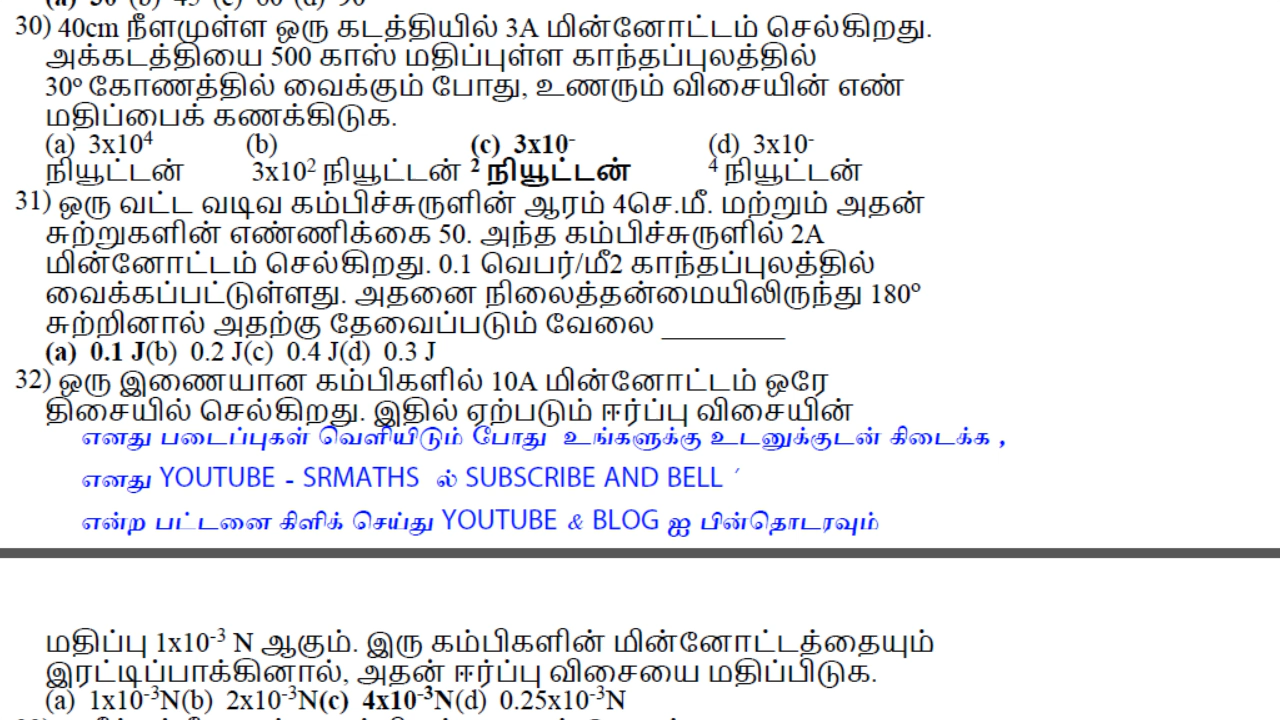 (a) 30 (b) 45 (c) 60 (d) 90
30) 40cm நீளமுள்ள ஒரு கடத்தியில் 3A மின்னோட்டம் செல்கிறது.
அக்கடத்தியை 500 காஸ் மதிப்புள்ள காந்தப்புலத்தில்
30º கோணத்தில் வைக்கும் போது, உணரும் விசையின் எண்
மதிப்பைக் கணக்கிடுக.
(a) 3x10⁴ (b) (c) 3x10⁻ (d) 3x10⁻
நியூட்டன் 3x10² நியூட்டன் ² நியூட்டன் ⁴ நியூட்டன்
31) ஒரு வட்ட வடிவ கம்பிச்சுருளின் ஆரம் 4செ.மீ. மற்றும் அதன்
சுற்றுகளின் எண்ணிக்கை 50. அந்த கம்பிச்சுருளில் 2A
மின்னோட்டம் செல்கிறது. 0.1 வெபர்/மீ2 காந்தப்புலத்தில்
வைக்கப்பட்டுள்ளது. அதனை நிலைத்தன்மையிலிருந்து 180º
சுற்றினால் அதற்கு தேவைப்படும் வேலை _________
(a) 0.1 J(b) 0.2 J(c) 0.4 J(d) 0.3 J
32) ஒரு இணையான கம்பிகளில் 10A மின்னோட்டம் ஒரே
திசையில் செல்கிறது. இதில் ஏற்படும் ஈர்ப்பு விசையின்
எனது படைப்புகள் வெளியிடும் போது உங்களுக்கு உடனுக்குடன் கிடைக்க ,
எனது YOUTUBE - SRMATHS ல் SUBSCRIBE AND BELL ′
என்ற பட்டனை கிளிக் செய்து YOUTUBE & BLOG ஐ பின்தொடரவும்
மதிப்பு 1x10⁻³ N ஆகும். இரு கம்பிகளின் மின்னோட்டத்தையும்
இரட்டிப்பாக்கினால், அதன் ஈர்ப்பு விசையை மதிப்பிடுக.
(a) 1x10⁻³N(b) 2x10⁻³N(c) 4x10⁻³N(d) 0.25x10⁻³N